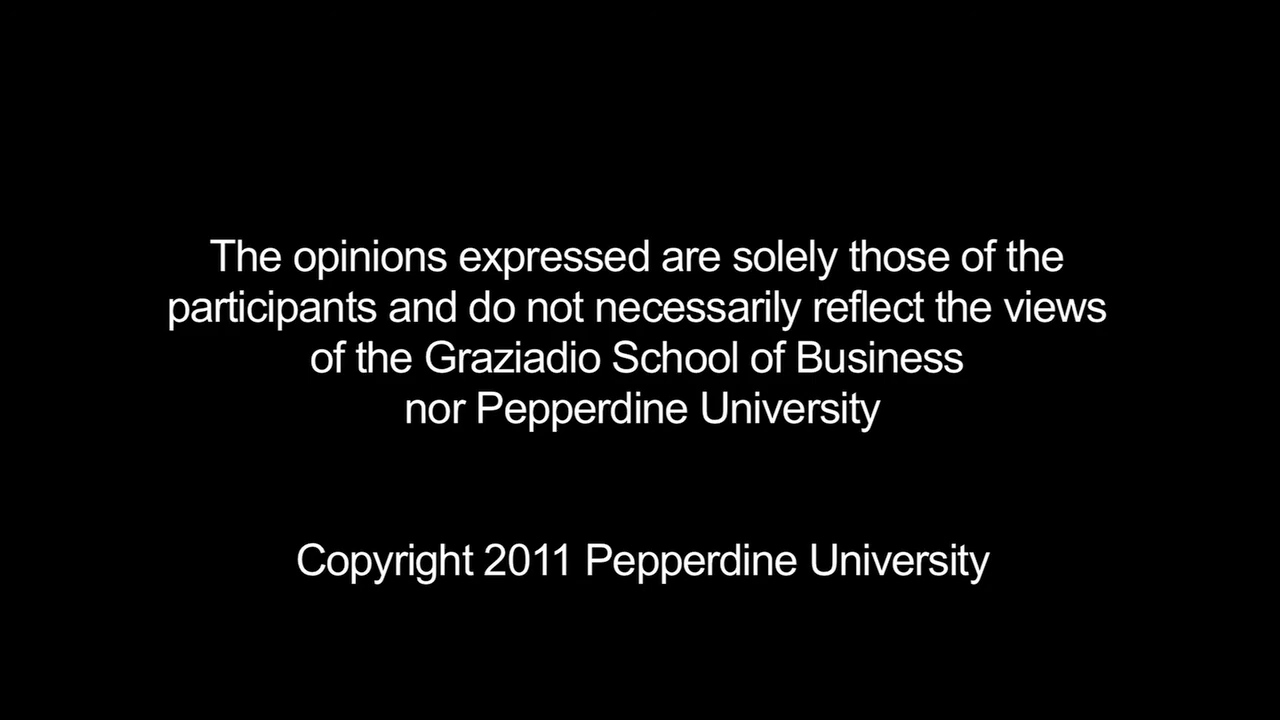 The opinions expressed are solely those of the
participants and do not necessarily reflect the views
of the Graziadio School of Business
nor Pepperdine University
Copyright 2011 Pepperdine University